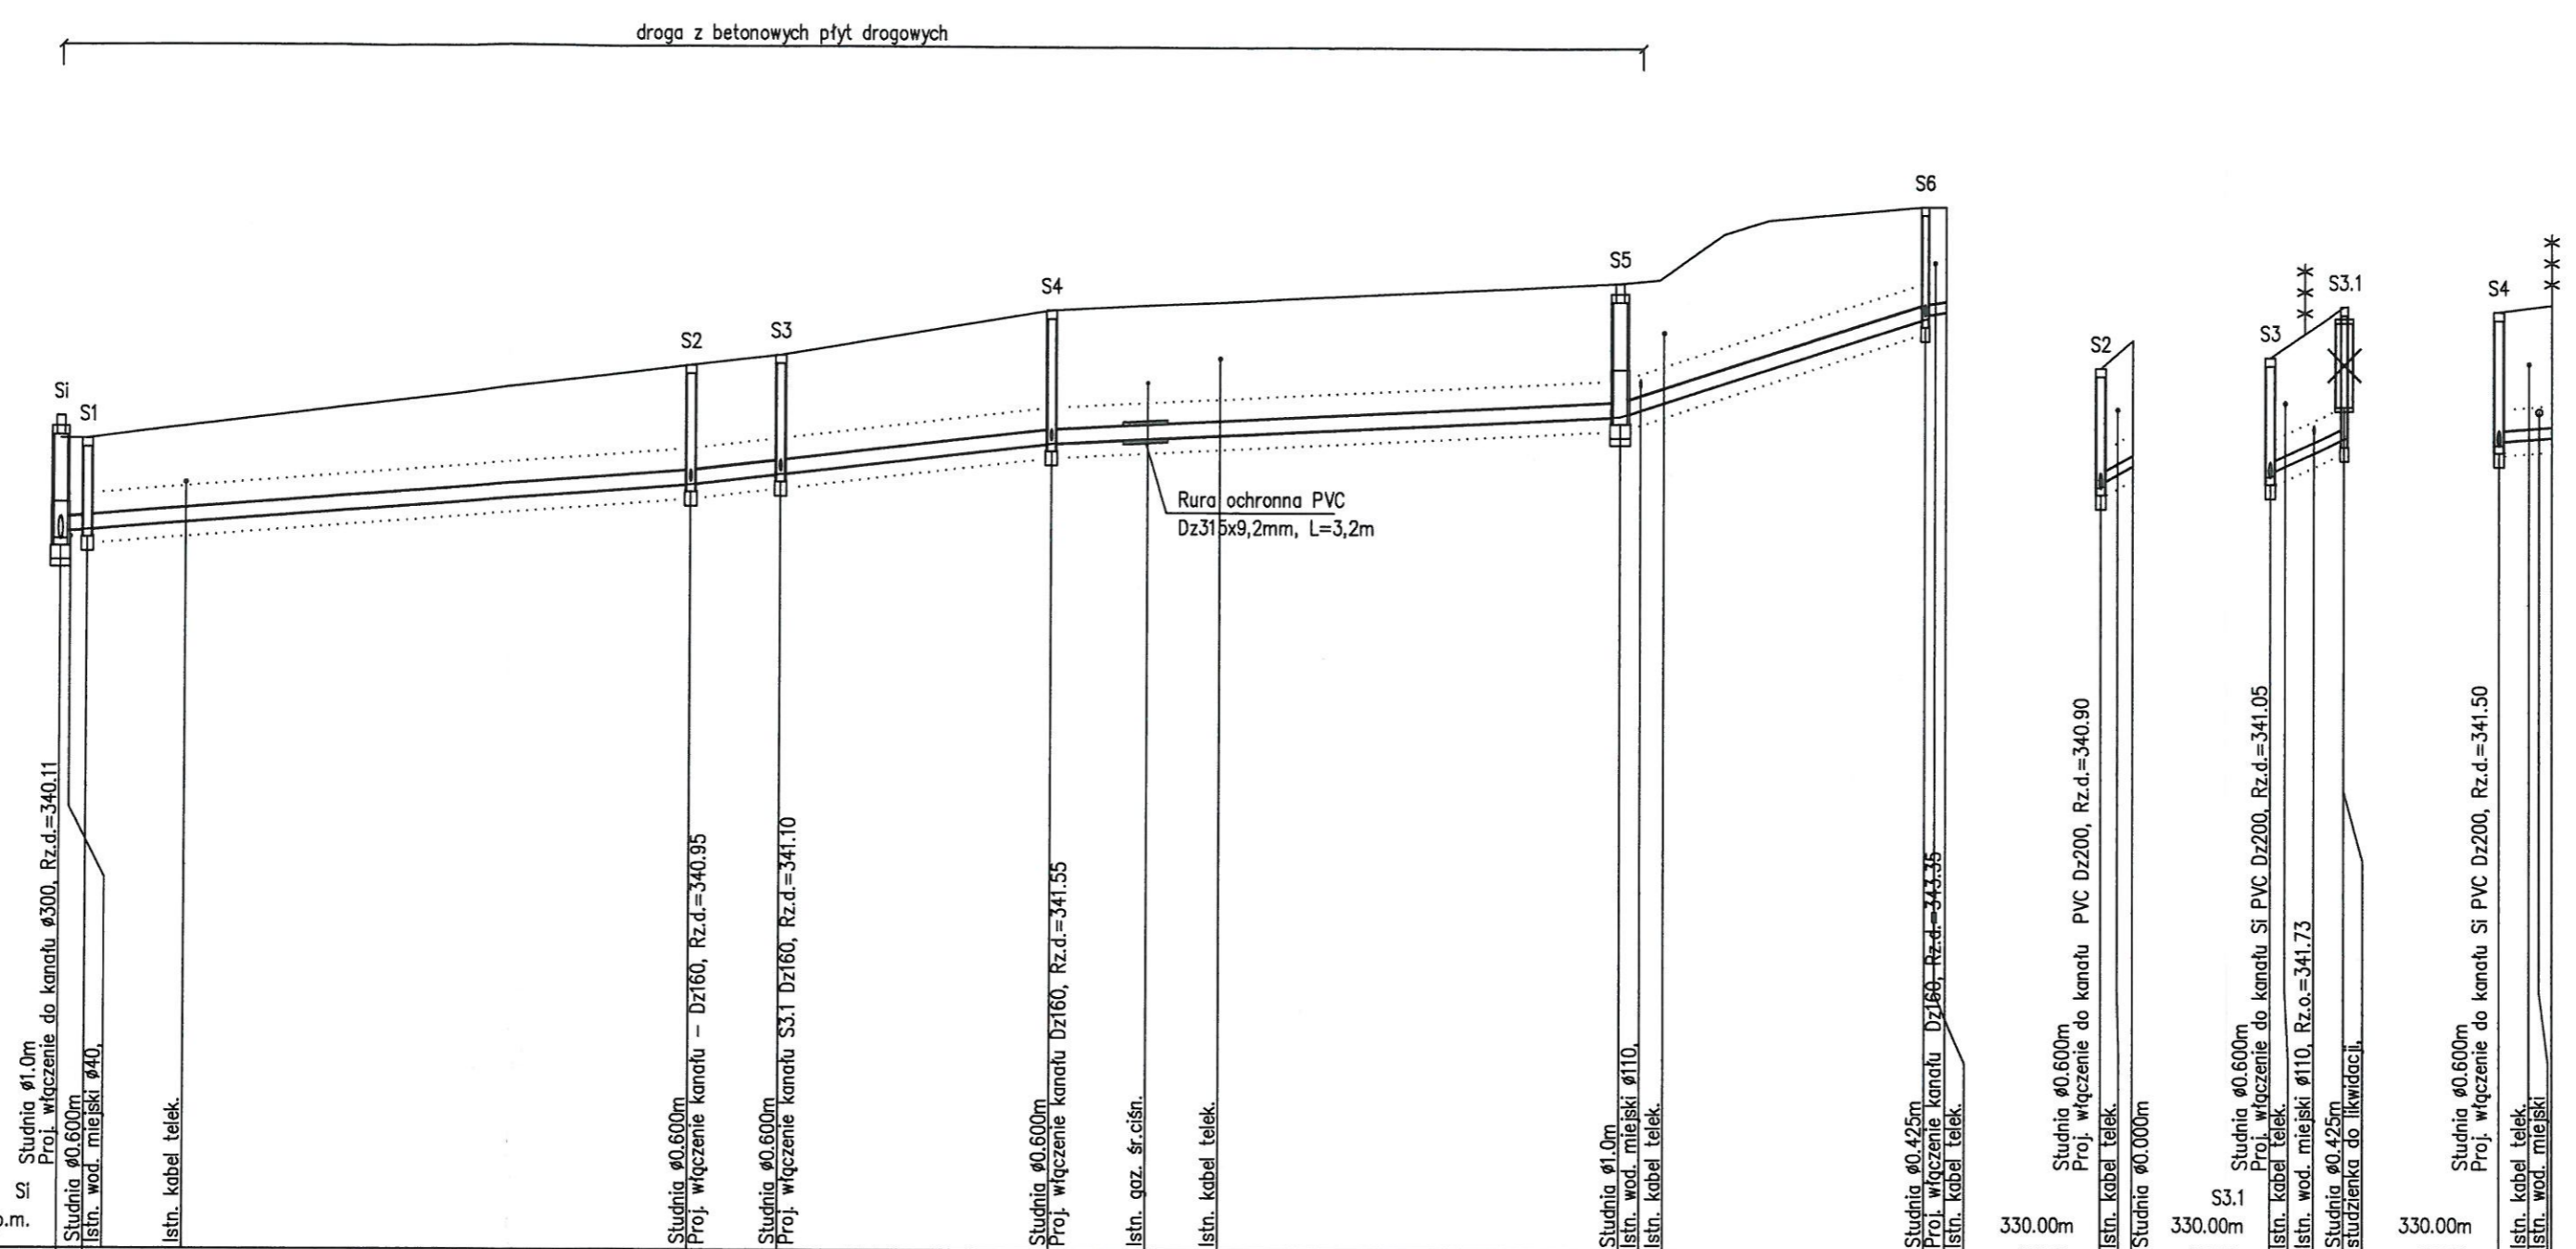 droga z betonowych płyt drogowych
Si
S1
S2
S3
S4
S5
S6
S2
S3
S3.1
S4
Rura ochronna PVC
Dz315x9,2mm, L=3,2m
Si
Studnia ø1.0m
Proj. włączenie do kanału ø300, Rz.d.=340.11
Studnia ø0.600m
Istn. wod. miejski ø40,
Istn. kabel telek.
Studnia ø0.600m
Proj. włączenie kanału – Dz160, Rz.d.=340.95
Studnia ø0.600m
Proj. włączenie kanału S3.1 Dz160, Rz.d.=341.10
Studnia ø0.600m
Proj. włączenie kanału Dz160, Rz.d.=341.55
Istn. gaz. śr.ciśn.
Istn. kabel telek.
Studnia ø1.0m
Istn. wod. miejski ø110,
Istn. kabel telek.
Studnia ø0.425m
Proj. włączenie kanału Dz160, Rz.d.=343.35
Istn. kabel telek.
330.00m
Studnia ø0.600m
Proj. włączenie do kanału PVC Dz200, Rz.d.=340.90
Istn. kabel telek.
Studnia ø0.000m
S3.1
330.00m
Studnia ø0.600m
Proj. włączenie do kanału Si PVC Dz200, Rz.d.=341.05
Istn. kabel telek.
Istn. wod. miejski ø110, Rz.o.=341.73
Studnia ø0.425m
studzienka do likwidacji,
330.00m
Studnia ø0.600m
Proj. włączenie do kanału Si PVC Dz200, Rz.d.=341.50
Istn. kabel telek.
Istn. wod. miejski